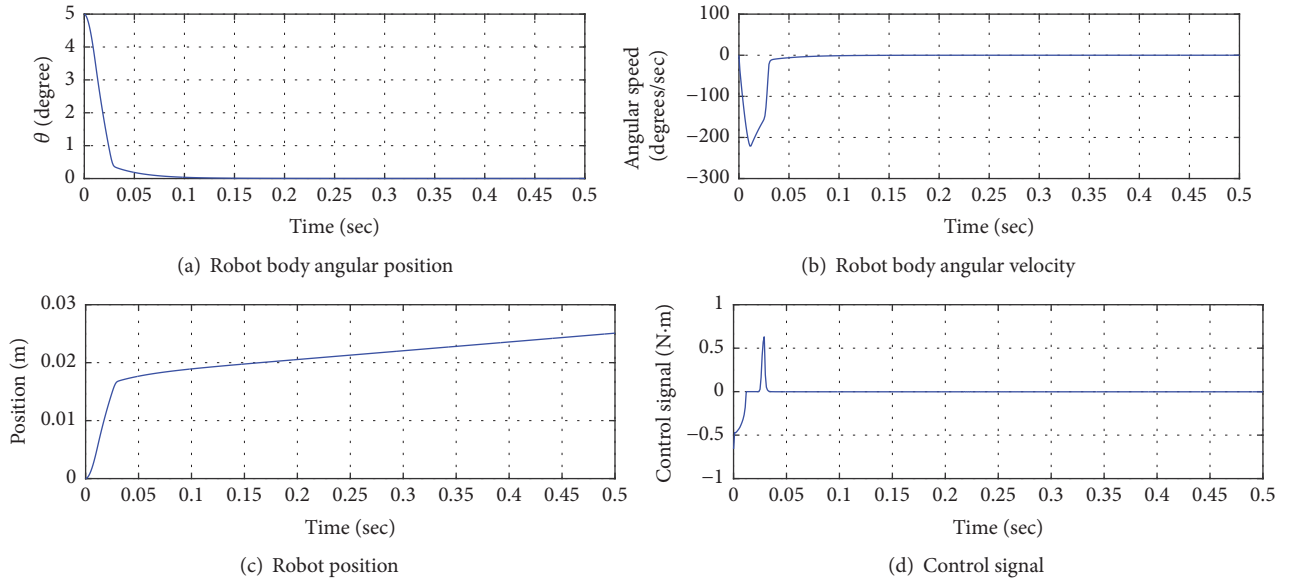 5
4
3
2
1
0
θ (degree)
0 0.05 0.1 0.15 0.2 0.25 0.3 0.35 0.4 0.45 0.5
Time (sec)
(a) Robot body angular position
100
0
−100
−200
−300
Angular speed
(degrees/sec)
0 0.05 0.1 0.15 0.2 0.25 0.3 0.35 0.4 0.45 0.5
Time (sec)
(b) Robot body angular velocity
0.03
0.02
0.01
0
Position (m)
0 0.05 0.1 0.15 0.2 0.25 0.3 0.35 0.4 0.45 0.5
Time (sec)
(c) Robot position
1
0.5
0
−0.5
−1
Control signal (N·m)
0 0.05 0.1 0.15 0.2 0.25 0.3 0.35 0.4 0.45 0.5
Time (sec)
(d) Control signal